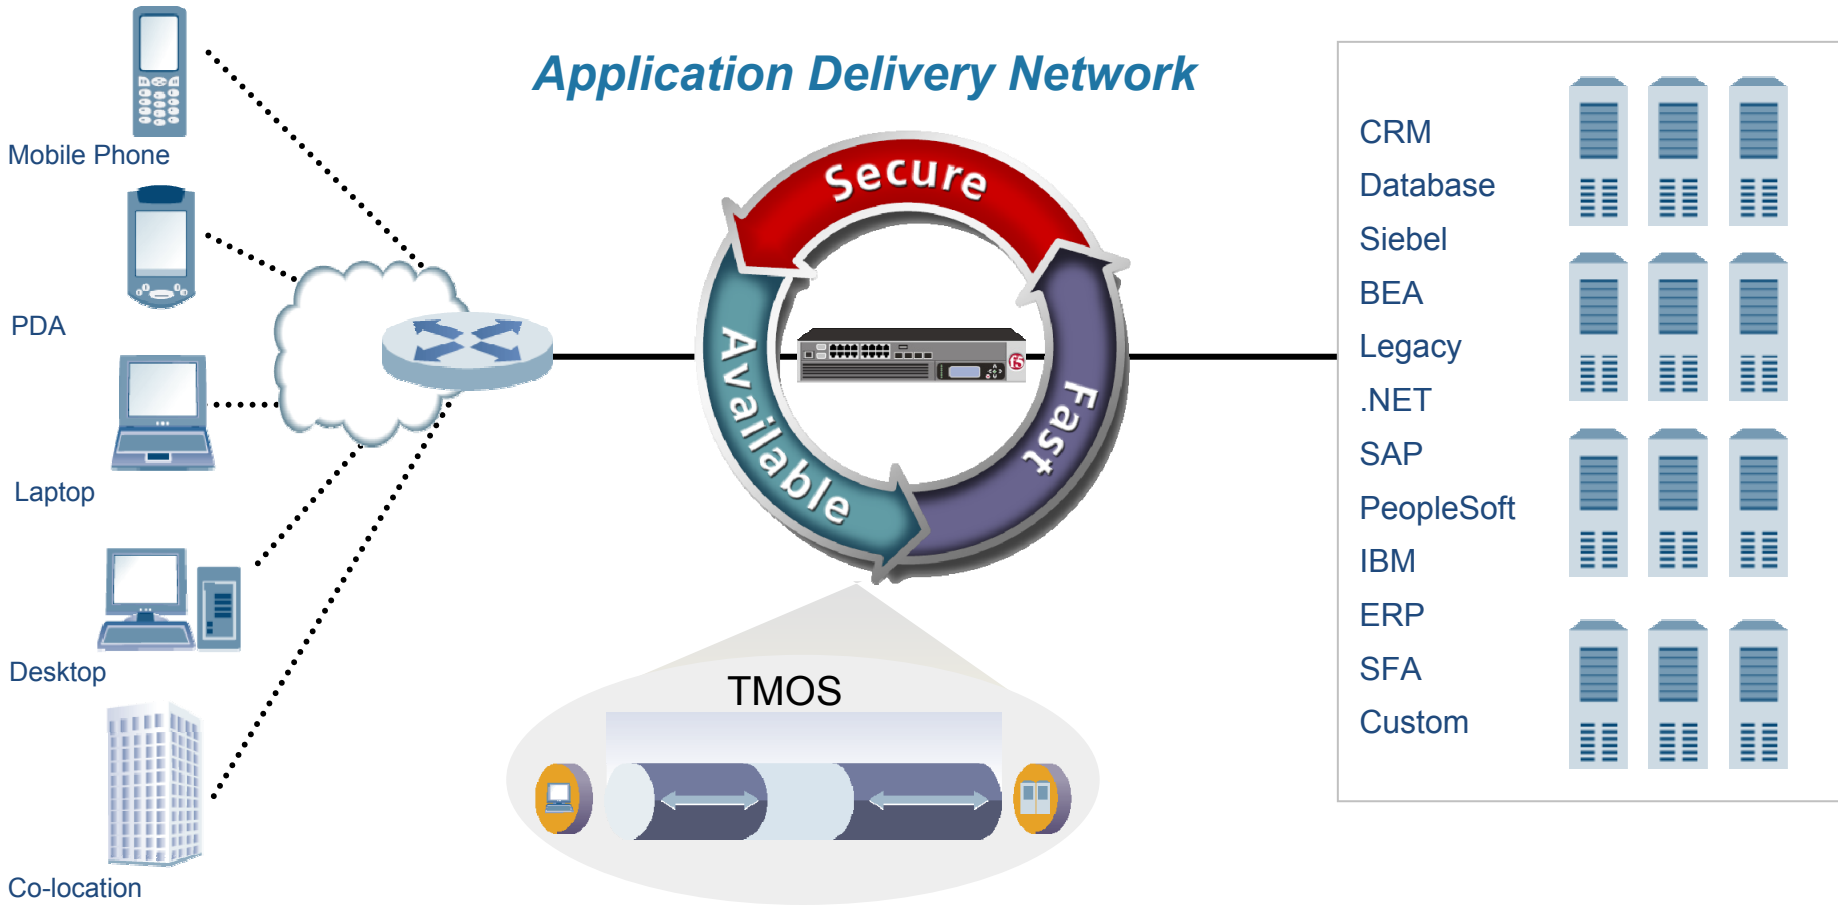 Application Delivery Network
Mobile Phone
PDA
Laptop
Desktop
Co-location
Secure
Available
Fast
f5
TMOS
CRM
Database
Siebel
BEA
Legacy
.NET
SAP
PeopleSoft
IBM
ERP
SFA
Custom